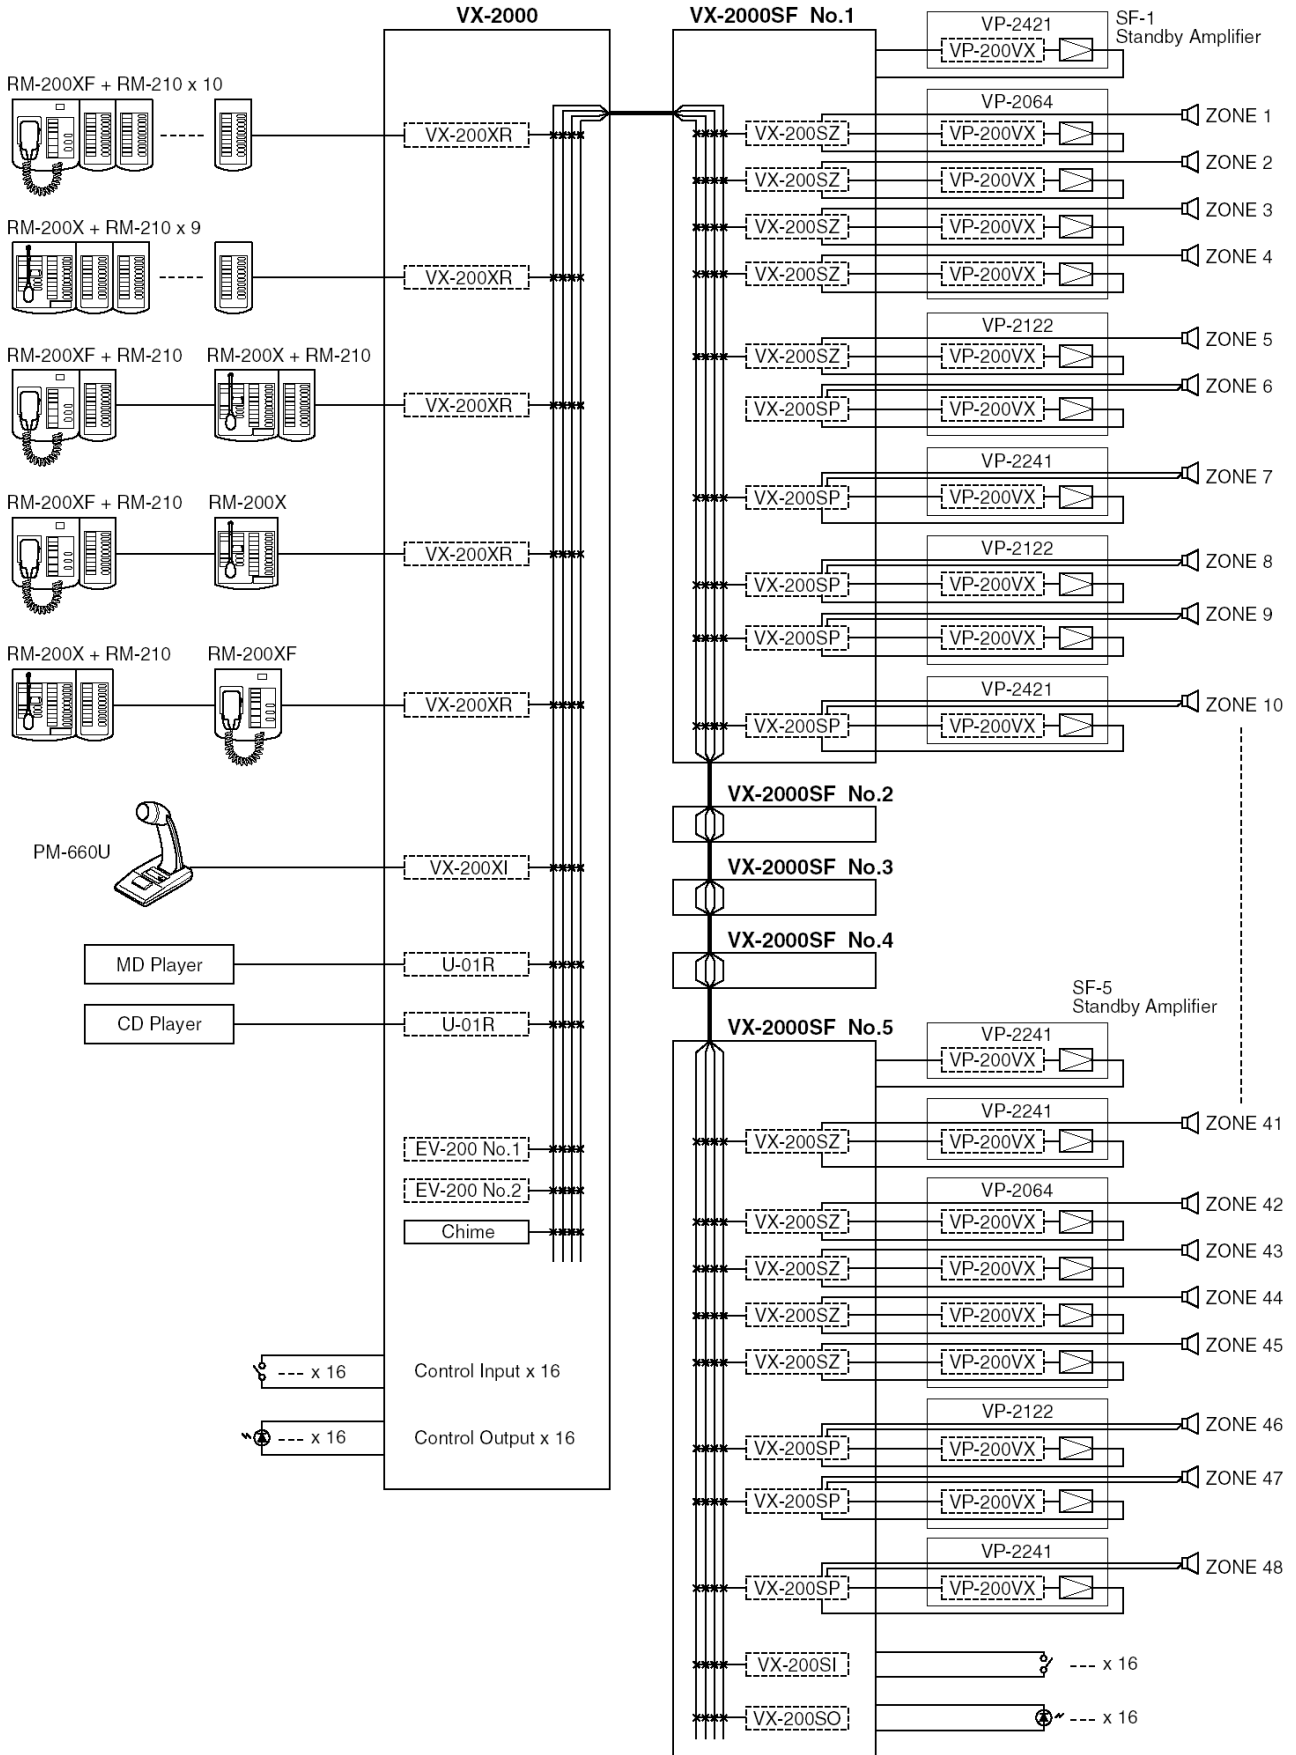 VX-2000
RM-200XF + RM-210 x 10
VX-200XR
RM-200X + RM-210 x 9
VX-200XR
RM-200XF + RM-210
RM-200X + RM-210
VX-200XR
RM-200XF + RM-210
RM-200X
VX-200XR
RM-200X + RM-210
RM-200XF
VX-200XR
PM-660U
VX-200XI
MD Player
U-01R
CD Player
U-01R
EV-200 No.1
EV-200 No.2
Chime
--- x 16
Control Input x 16
--- x 16
Control Output x 16
VX-2000SF No.1
VP-2421
VP-200VX
SF-1
Standby Amplifier
VP-2064
VX-200SZ
VP-200VX
ZONE 1
VX-200SZ
VP-200VX
ZONE 2
VX-200SZ
VP-200VX
ZONE 3
VX-200SZ
VP-200VX
ZONE 4
VP-2122
VX-200SZ
VP-200VX
ZONE 5
VX-200SP
VP-200VX
ZONE 6
VP-2241
VX-200SP
VP-200VX
ZONE 7
VP-2122
VX-200SP
VP-200VX
ZONE 8
VX-200SP
VP-200VX
ZONE 9
VP-2421
VX-200SP
VP-200VX
ZONE 10
VX-2000SF No.2
VX-2000SF No.3
VX-2000SF No.4
VX-2000SF No.5
SF-5
Standby Amplifier
VP-2241
VP-200VX
VP-2241
VX-200SZ
VP-200VX
ZONE 41
VP-2064
VX-200SZ
VP-200VX
ZONE 42
VX-200SZ
VP-200VX
ZONE 43
VX-200SZ
VP-200VX
ZONE 44
VX-200SZ
VP-200VX
ZONE 45
VP-2122
VX-200SP
VP-200VX
ZONE 46
VX-200SP
VP-200VX
ZONE 47
VP-2241
VX-200SP
VP-200VX
ZONE 48
VX-200SI
--- x 16
VX-200SO
--- x 16